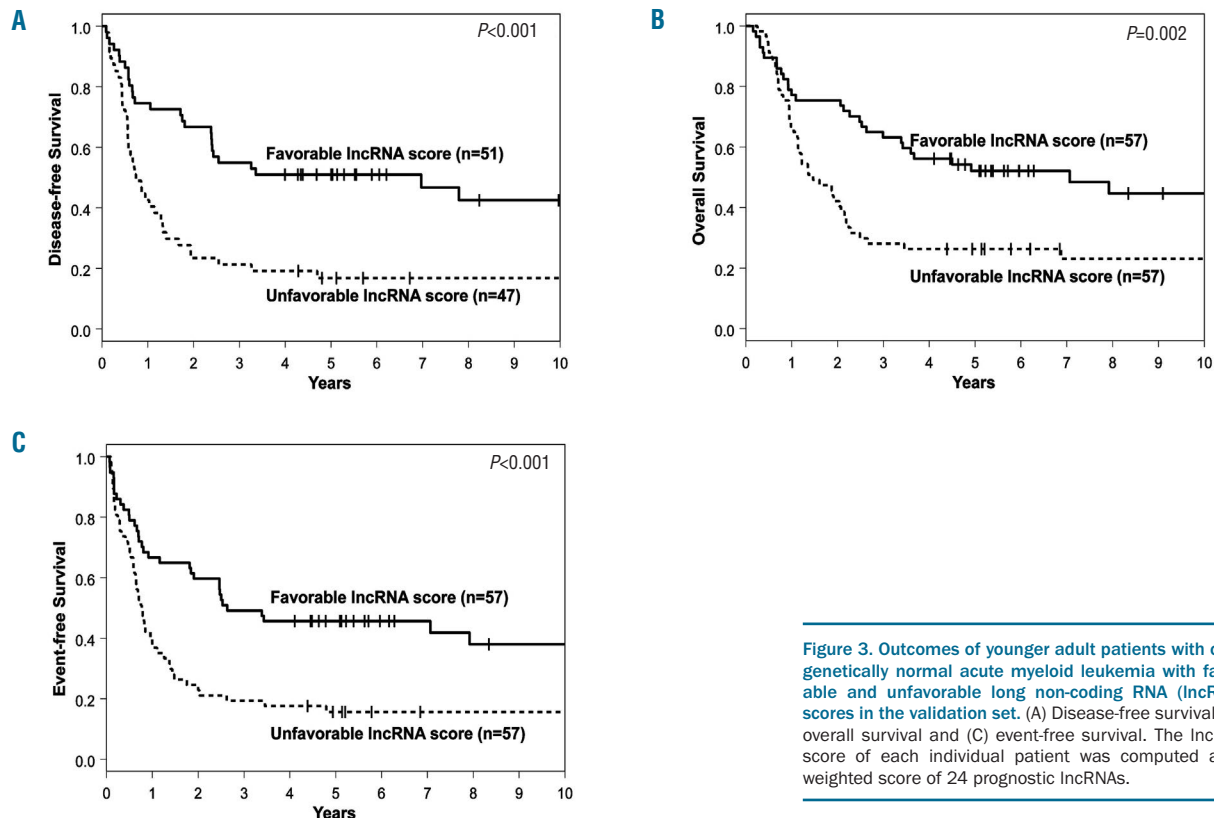 A
P<0.001
1.0
0.8
0.6
0.4
0.2
0.0
Disease-free Survival
Favorable lncRNA score (n=51)
Unfavorable lncRNA score (n=47)
0 1 2 3 4 5 6 7 8 9 10
Years
B
P=0.002
1.0
0.8
0.6
0.4
0.2
0.0
Overall Survival
Favorable lncRNA score (n=57)
Unfavorable lncRNA score (n=57)
0 1 2 3 4 5 6 7 8 9 10
Years
C
P<0.001
1.0
0.8
0.6
0.4
0.2
0.0
Event-free Survival
Favorable lncRNA score (n=57)
Unfavorable lncRNA score (n=57)
0 1 2 3 4 5 6 7 8 9 10
Years
Figure 3. Outcomes of younger adult patients with
genetically normal acute myeloid leukemia with
able and unfavorable long non-coding RNA
scores in the validation set. (A) Disease-free survival
overall survival and (C) event-free survival. The
score of each individual patient was computed
weighted score of 24 prognostic lncRNAs.